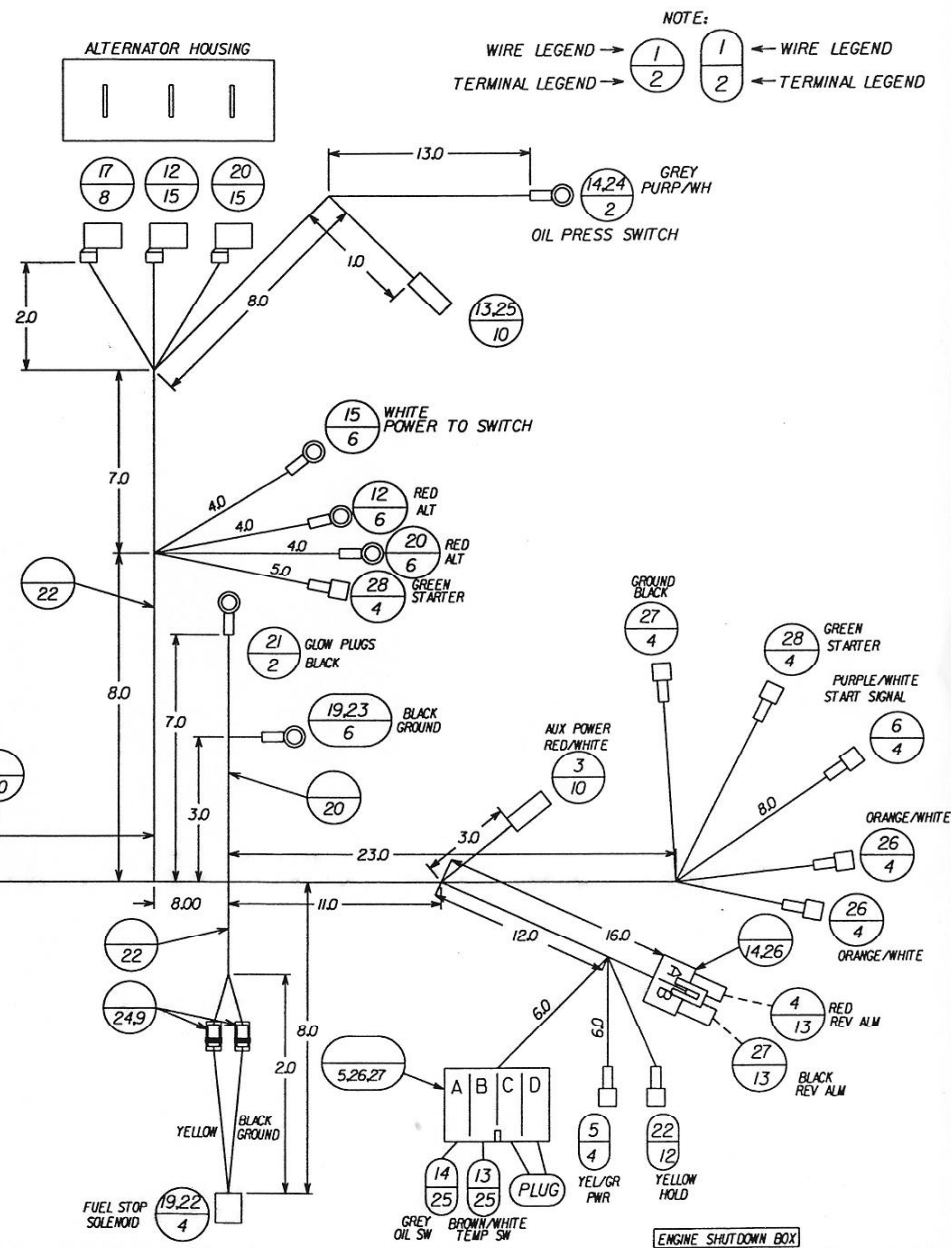 NOTE:
ALTERNATOR HOUSING
WIRE LEGEND
1
1
WIRE LEGEND
TERMINAL LEGEND
2
2
TERMINAL LEGEND
17
8
12
15
20
15
13.0
14,24
2
GREY
PURP/WH
OIL PRESS SWITCH
1.0
8.0
2.0
13,25
10
15
6
WHITE
POWER TO SWITCH
7.0
4.0
12
6
RED
ALT
4.0
4.0
20
6
RED
ALT
5.0
28
4
GREEN
STARTER
22
GROUND
BLACK
27
4
21
2
GLOW PLUGS
BLACK
28
4
GREEN
STARTER
8.0
7.0
PURPLE/WHITE
START SIGNAL
19,23
6
BLACK
GROUND
AUX POWER
RED/WHITE
3
10
6
4
0
20
8.0
3.0
3.0
ORANGE/WHITE
26
4
23.0
8.00
11.0
26
4
ORANGE/WHITE
22
12.0
16.0
14,26
A
B
24,9
8.0
4
13
RED
REV ALM
6.0
6.0
2.0
27
13
BLACK
REV ALM
5,26,27
A B C D
YELLOW
BLACK
GROUND
5
4
22
12
14
25
13
25
PLUG
YEL/GR
PWR
YELLOW
HOLD
FUEL STOP
SOLENOID
19,22
4
GREY
OIL SW
BROWN/WHITE
TEMP SW
ENGINE SHUTDOWN BOX